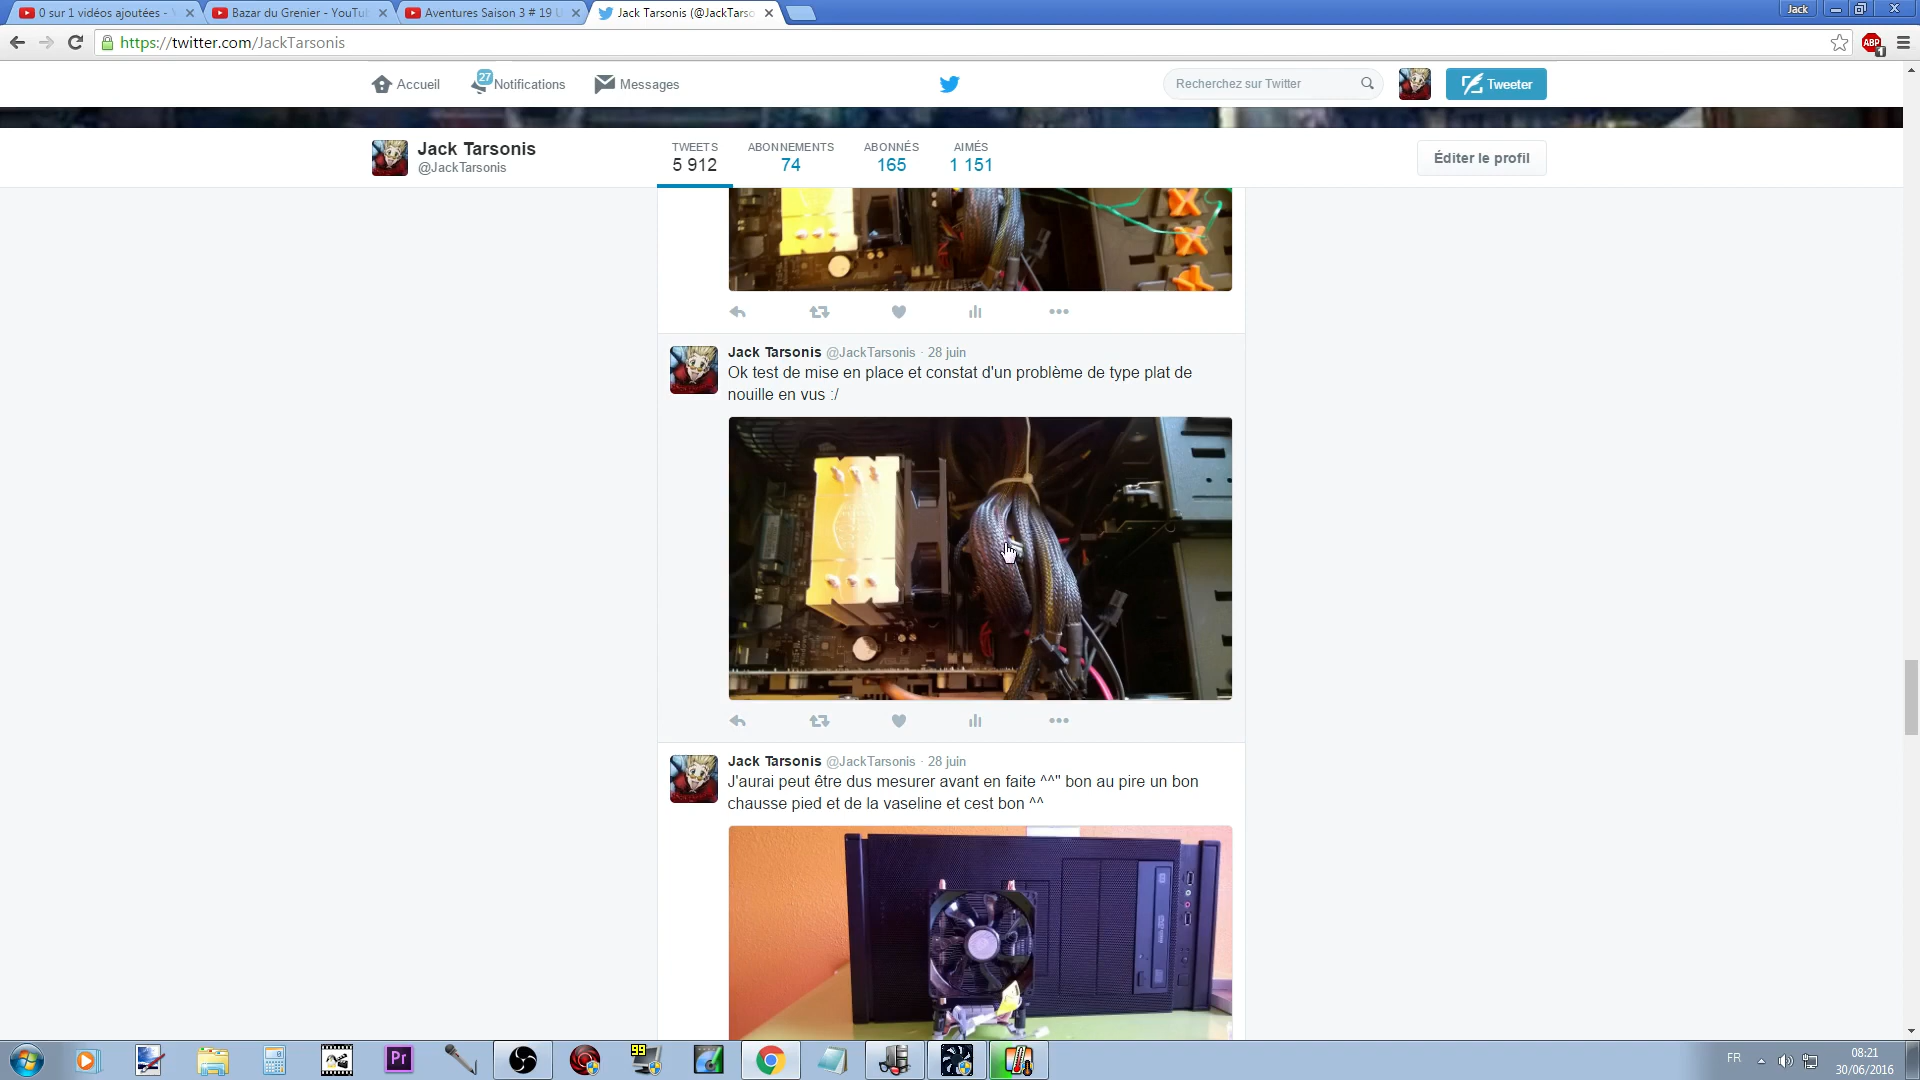 0 sur 1 vidéos ajoutées -
Bazar du Grenier - YouTu
Aventures Saison 3 # 19 U
Jack Tarsonis (@JackTarso
Jack
https://twitter.com/JackTarsonis
ABP
1
Accueil
27
Notifications
Messages
Recherchez sur Twitter
Tweeter
Jack Tarsonis
@JackTarsonis
TWEETS
5 912
ABONNEMENTS
74
ABONNÉS
165
AIMÉS
1 151
Éditer le profil
Jack Tarsonis @JackTarsonis · 28 juin
Ok test de mise en place et constat d'un problème de type plat de
nouille en vus :/
Jack Tarsonis @JackTarsonis · 28 juin
J'aurai peut être dus mesurer avant en faite ^^" bon au pire un bon
chausse pied et de la vaseline et cest bon ^^
Pr
99
FR
08:21
30/06/2016